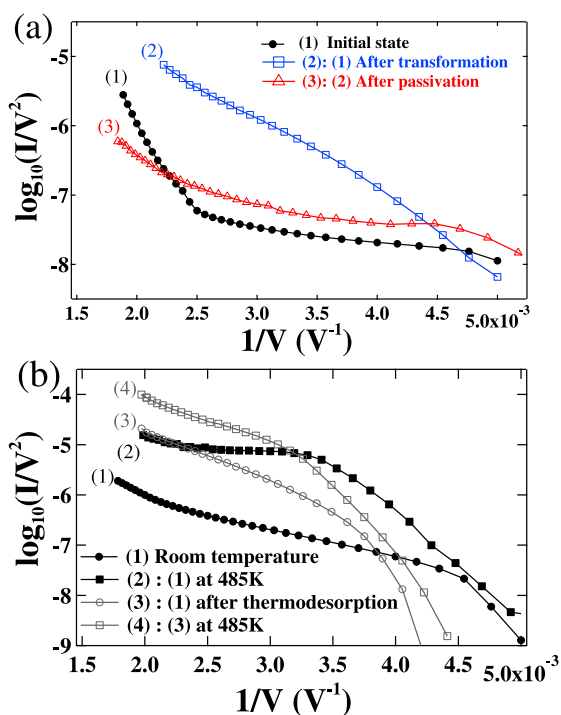 (a)
(1) Initial state
(2): (1) After transformation
(3): (2) After passivation
(2)
(1)
(3)
-5
-6
-7
-8
log10(I/V²)
1.5 2.0 2.5 3.0 3.5 4.0 4.5 5.0x10⁻³
1/V (V⁻¹)
(b)
(4)
(3)
(2)
(1)
-4
-5
-6
-7
-8
-9
log₁₀(I/V²)
(1) Room temperature
(2) : (1) at 485K
(3) : (1) after thermodesorption
(4) : (3) at 485K
1.5 2.0 2.5 3.0 3.5 4.0 4.5 5.0x10⁻³
1/V (V⁻¹)